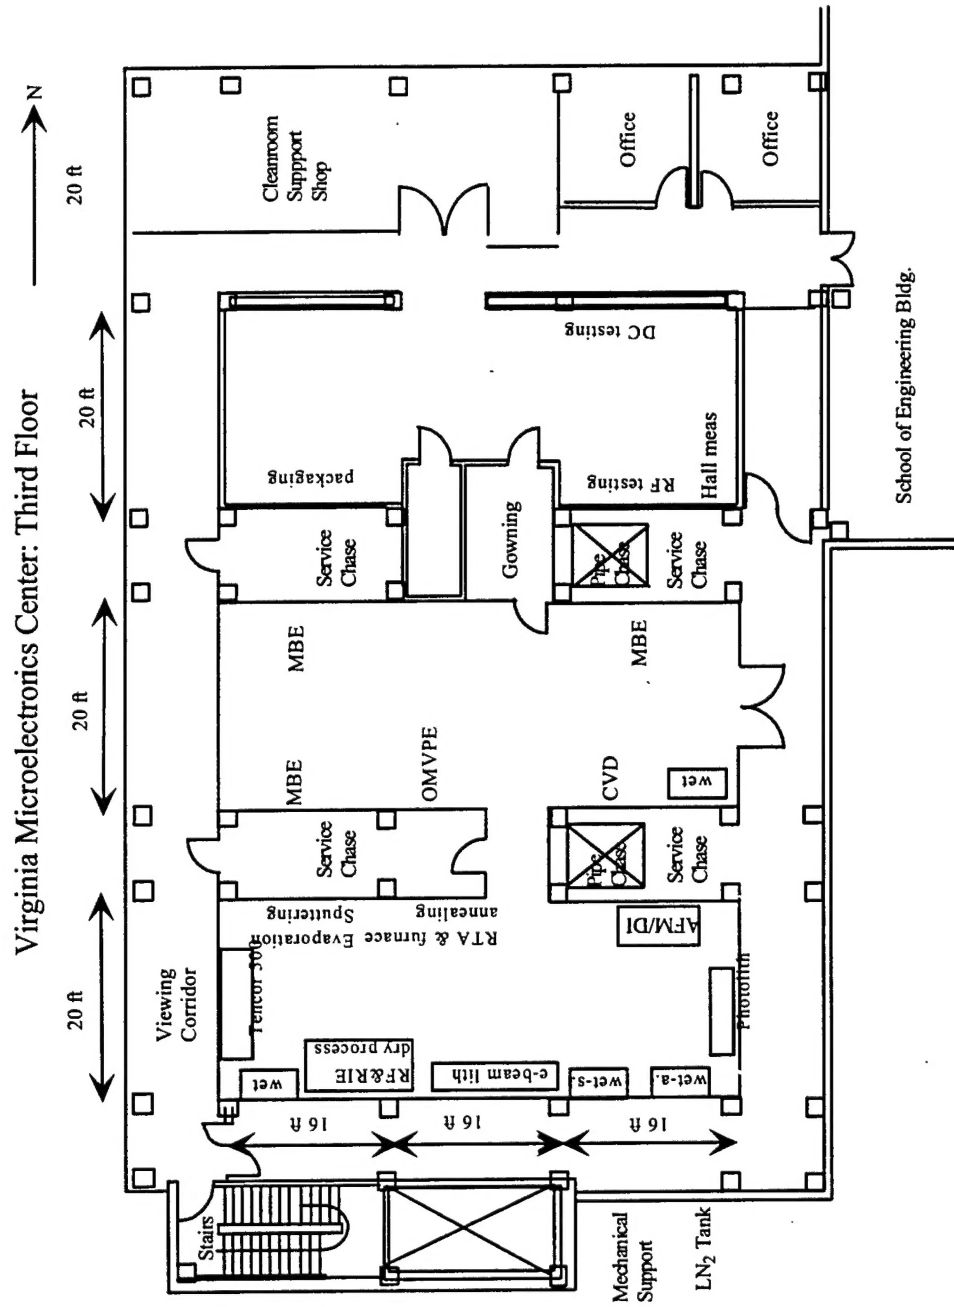 Virginia Microelectronics Center: Third Floor
N
20 ft
20 ft
20 ft
20 ft
Cleanroom
Suppport
Shop
Office
Office
School of Engineering Bldg.
DC testing
packaging
RF testing
Hall meas
Service
Chase
Gowning
Pipe
Chase
Service
Chase
MBE
MBE
MBE
OMVPE
CVD
wet
Service
Chase
Pipe
Chase
Service
Chase
Viewing
Corridor
Tencor 300
Sputtering
Evaporation
RTA & furnace
annealing
AFM/DI
Photolith
wet
RF&RIE
dry process
e-beam lith
wet-s.
wet-a.
16 ft
16 ft
16 ft
Stairs
Mechanical
Support
LN2 Tank